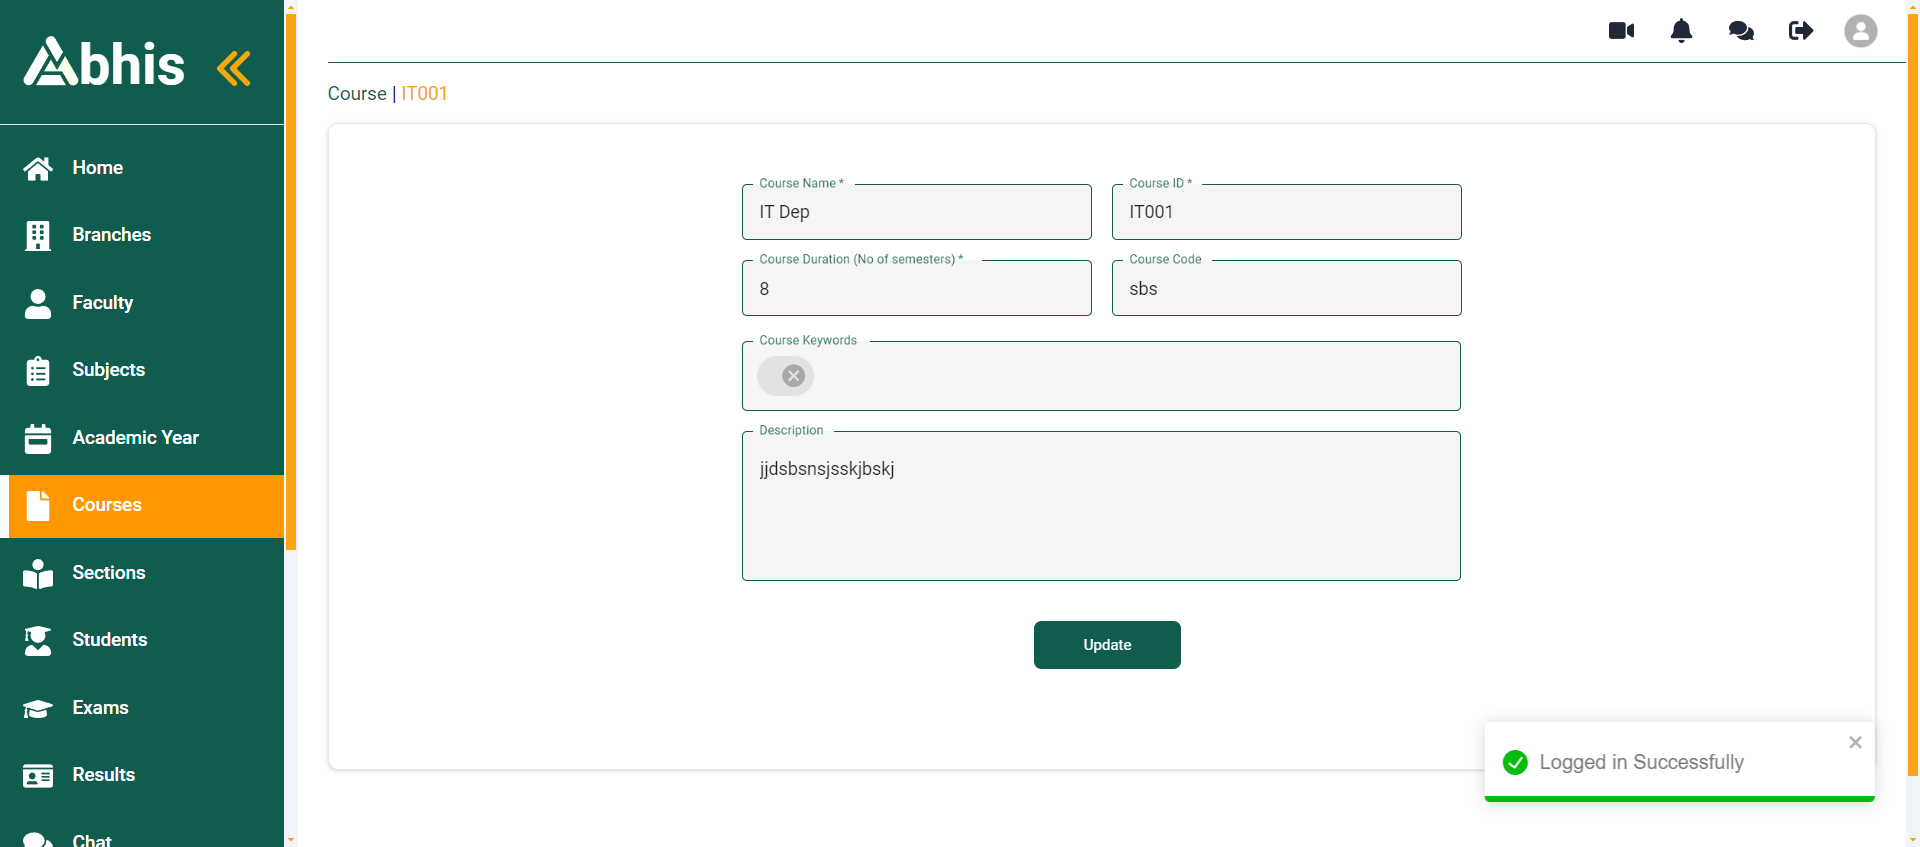 Abhis
Home
Branches
Faculty
Subjects
Academic Year
Courses
Sections
Students
Exams
Results
Chat
Course | IT001
Course Name *
IT Dep
Course ID *
IT001
Course Duration (No of semesters) *
8
Course Code
sbs
Course Keywords
Description
jjdsbsnsjsskjbskj
Update
Logged in Successfully